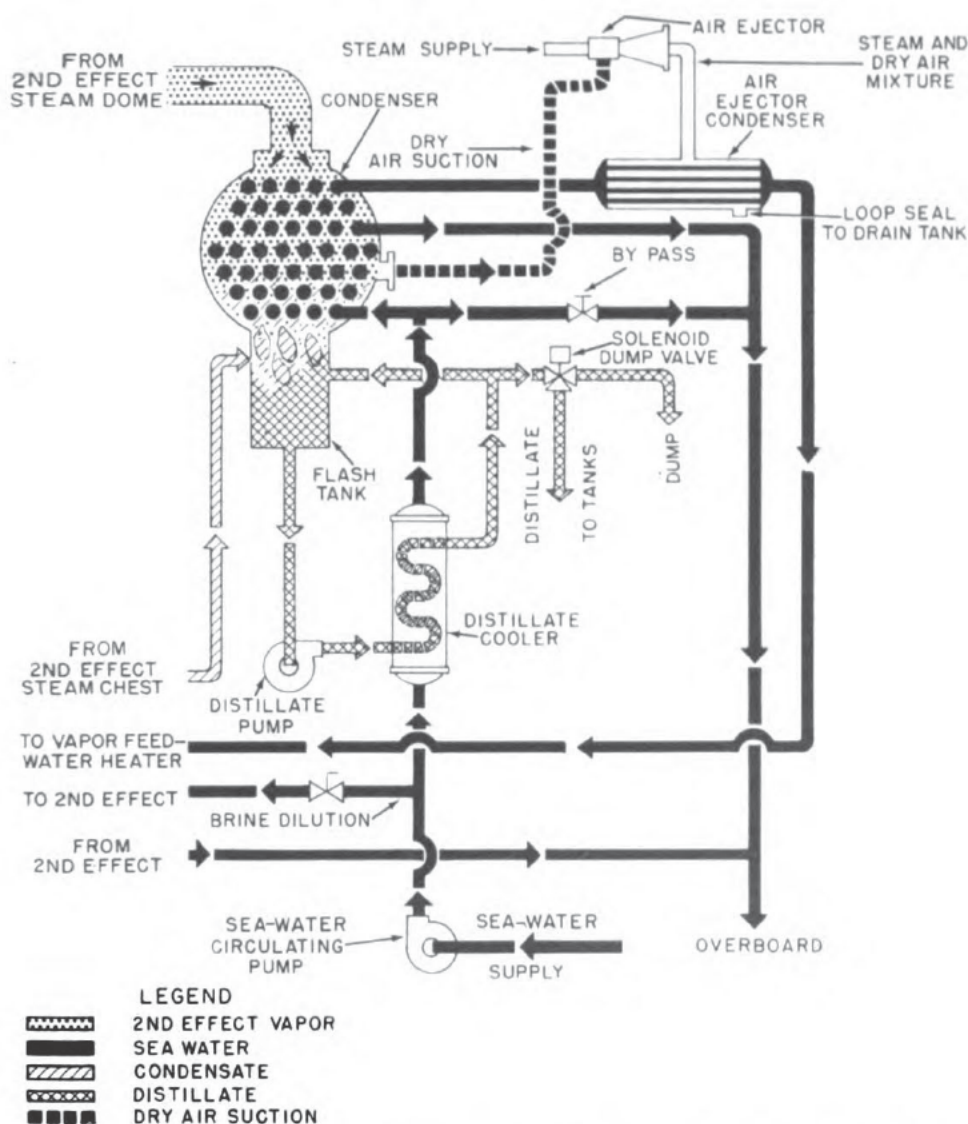 AIR EJECTOR
STEAM SUPPLY
STEAM AND
DRY AIR
MIXTURE
FROM
2ND EFFECT
STEAM DOME
CONDENSER
AIR
EJECTOR
CONDENSER
DRY
AIR SUCTION
LOOP SEAL
TO DRAIN TANK
BY PASS
SOLENOID
DUMP VALVE
FLASH
TANK
DISTILLATE
TO TANKS
DUMP
DISTILLATE
COOLER
FROM
2ND EFFECT
STEAM CHEST
DISTILLATE
PUMP
TO VAPOR FEED-
WATER HEATER
TO 2ND EFFECT
BRINE DILUTION
FROM
2ND EFFECT
SEA-WATER
CIRCULATING
PUMP
SEA-WATER
SUPPLY
OVERBOARD
LEGEND
2ND EFFECT VAPOR
SEA WATER
CONDENSATE
DISTILLATE
DRY AIR SUCTION